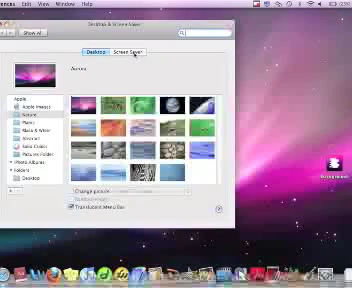 Edit View Window Help
Desktop & Screen Saver
Show All
Desktop Screen Saver
Aurora
Apple
Apple Images
Nature
Plants
Black & White
Abstract
Solid Colors
Pictures Folder
Photo Albums
Folders
Desktop
Change picture:
Translucent Menu Bar